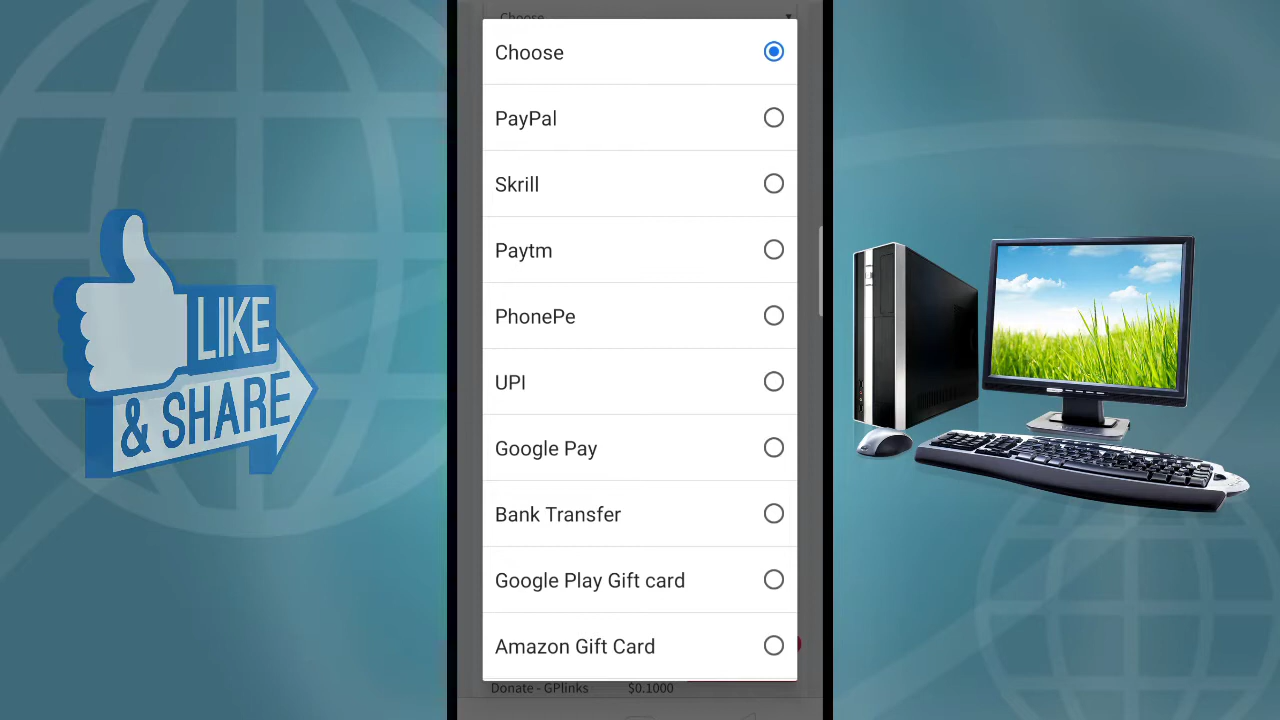 Choose
Choose
PayPal
Skrill
Paytm
PhonePe
UPI
Google Pay
Bank Transfer
Google Play Gift card
Amazon Gift Card
Donate - GPlinks $0.1000
LIKE
& SHARE